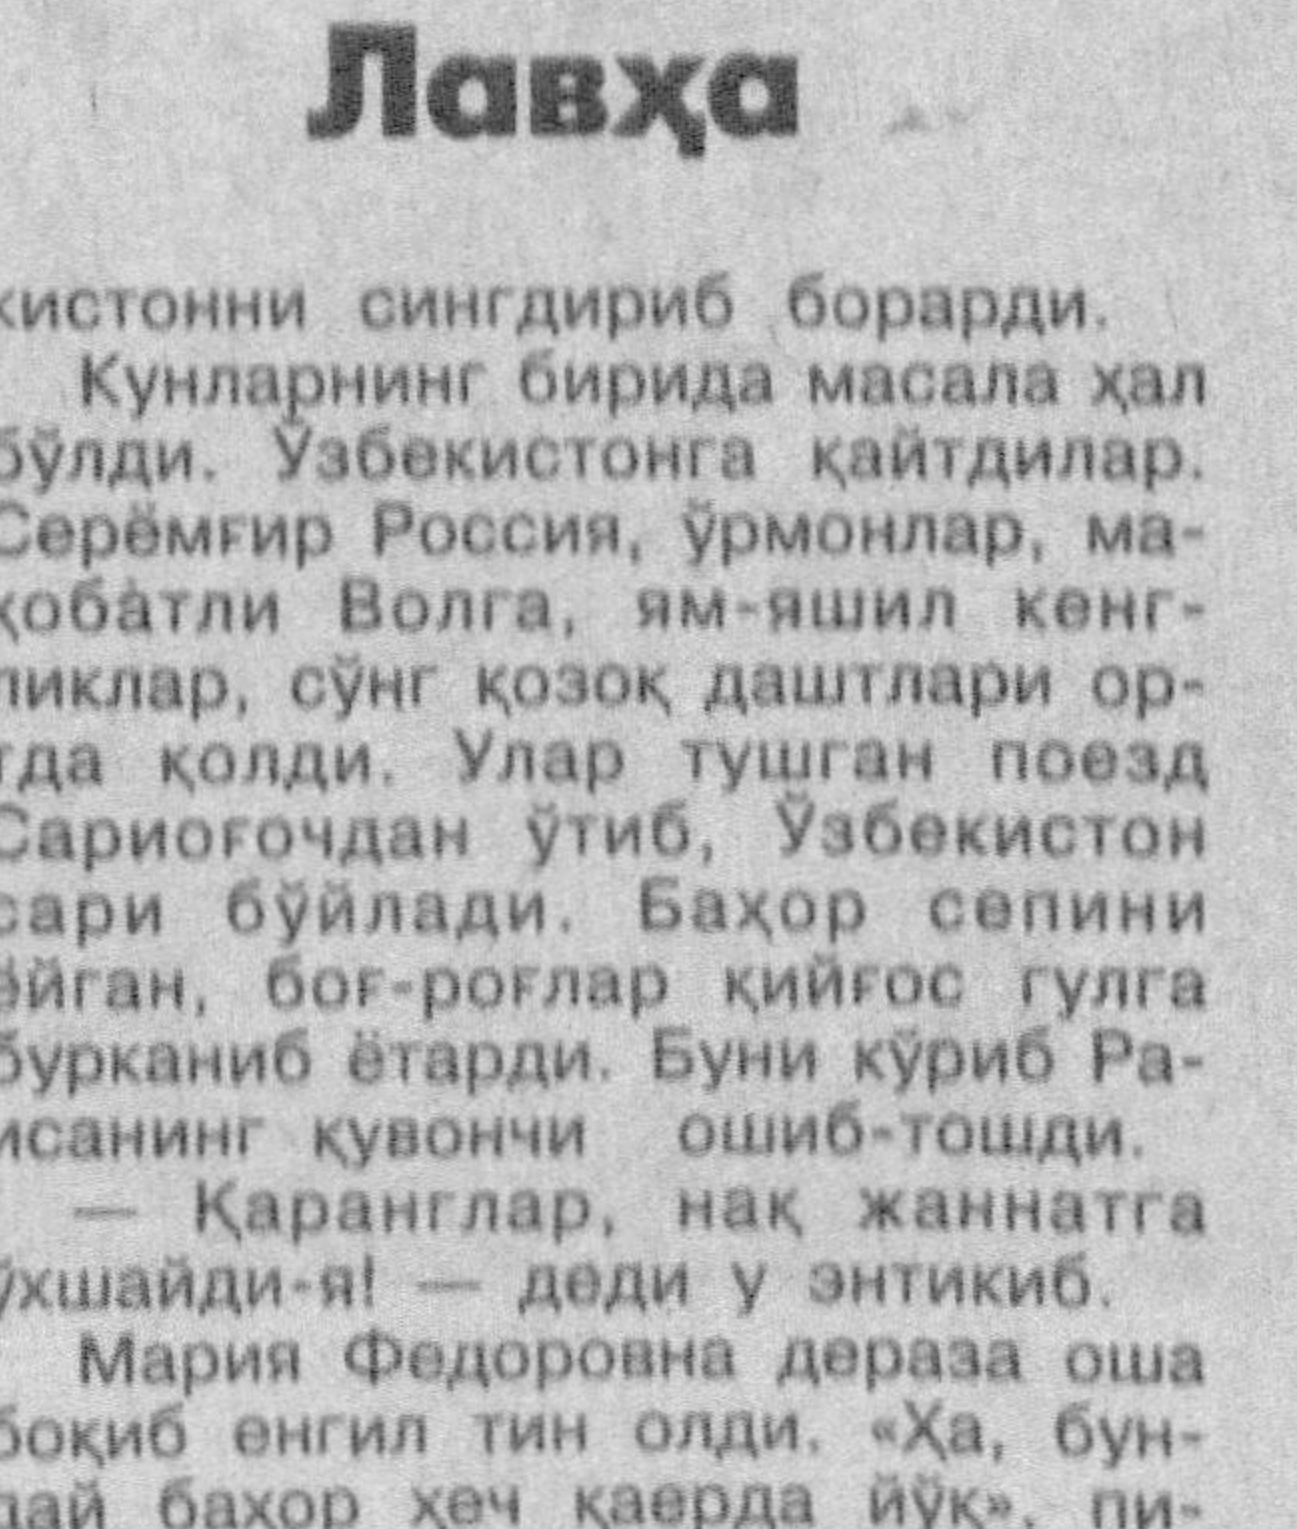 Лавҳа
кистонни сингдириб борарди.
Кунларнинг бирида масала ҳал
бўлди. Ўзбекистонга қайтдилар.
Серёмғир Россия, ўрмонлар, ма-
ҳобатли Волга, ям-яшил кенг-
ликлар, сўнг қозоқ даштлари ор-
тда қолди. Улар тушган поезд
Сариоғочдан ўтиб, Ўзбекистон
сари бўйлади. Баҳор сепини
ёйган, боғ-роғлар қийғос гулга
бурканиб ётарди. Буни кўриб Ра-
исанинг қувончи ошиб-тошди.
— Қаранглар, нақ жаннатга
ўхшайди-я! — деди у энтикиб.
Мария Федоровна дераза оша
боқиб енгил тин олди. «Ҳа, бун-
дай баҳор ҳеч қаерда йўқ», пи-